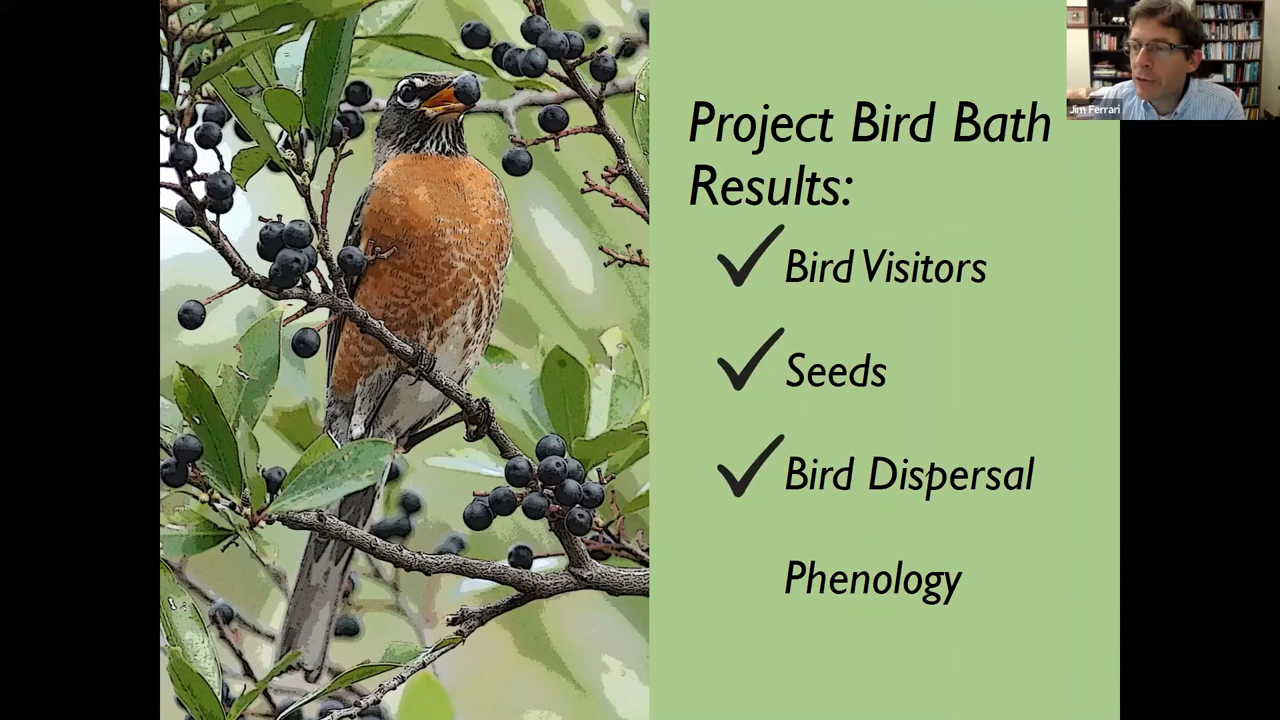 Project Bird Bath
Results:
Bird Visitors
Seeds
Bird Dispersal
Phenology
Jim Ferrari